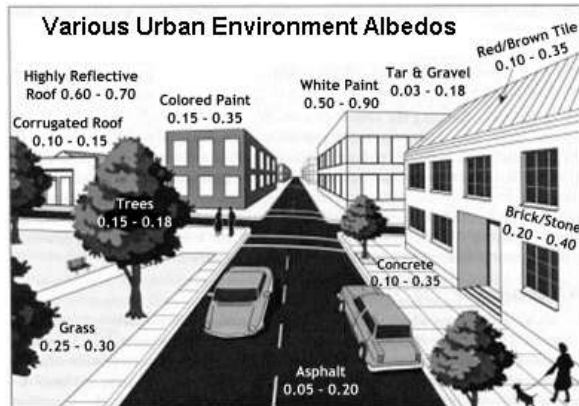 Various Urban Environment Albedos
Highly Reflective
Roof 0.60 - 0.70
Corrugated Roof
0.10 - 0.15
Colored Paint
0.15 - 0.35
White Paint
0.50 - 0.90
Tar & Gravel
0.03 - 0.18
Red/Brown Tile
0.10 - 0.35
Trees
0.15 - 0.18
Brick/Stone
0.20 - 0.40
Concrete
0.10 - 0.35
Grass
0.25 - 0.30
Asphalt
0.05 - 0.20